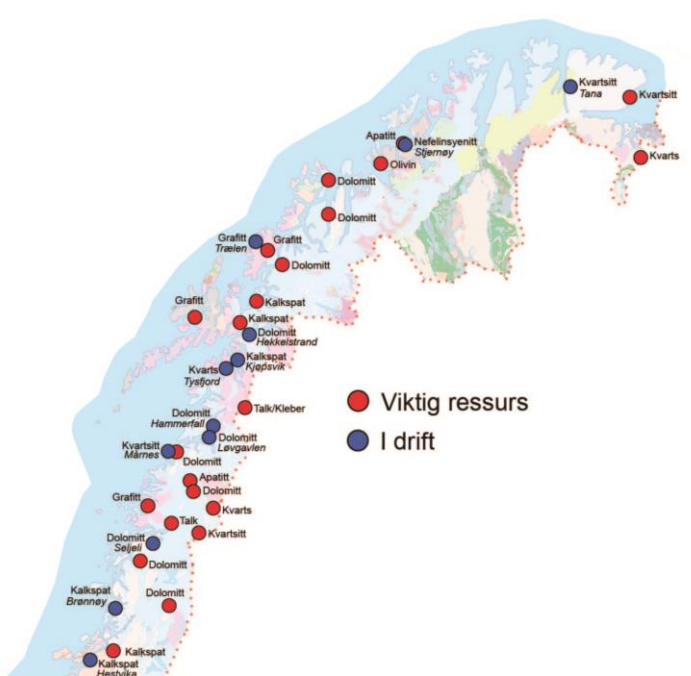 Kvartsitt
Tana
Kvartsitt
Kvarts
Apatitt
Nefelinsyenitt
Stjernøy
Olivin
Dolomitt
Dolomitt
Grafitt
Trælen
Grafitt
Dolomitt
Grafitt
Kalkspat
Kalkspat
Dolomitt
Hekkelstrand
Kalkspat
Kjøpsvik
Kvarts
Tysfjord
Talk/Kleber
Viktig ressurs
I drift
Dolomitt
Hammerfall
Dolomitt
Løvgavlen
Kvartsitt
Mårnes
Dolomitt
Apatitt
Dolomitt
Grafitt
Kvarts
Talk
Kvartsitt
Dolomitt
Seljeli
Dolomitt
Kalkspat
Brønnøy
Dolomitt
Kalkspat
Kalkspat
Hestvika